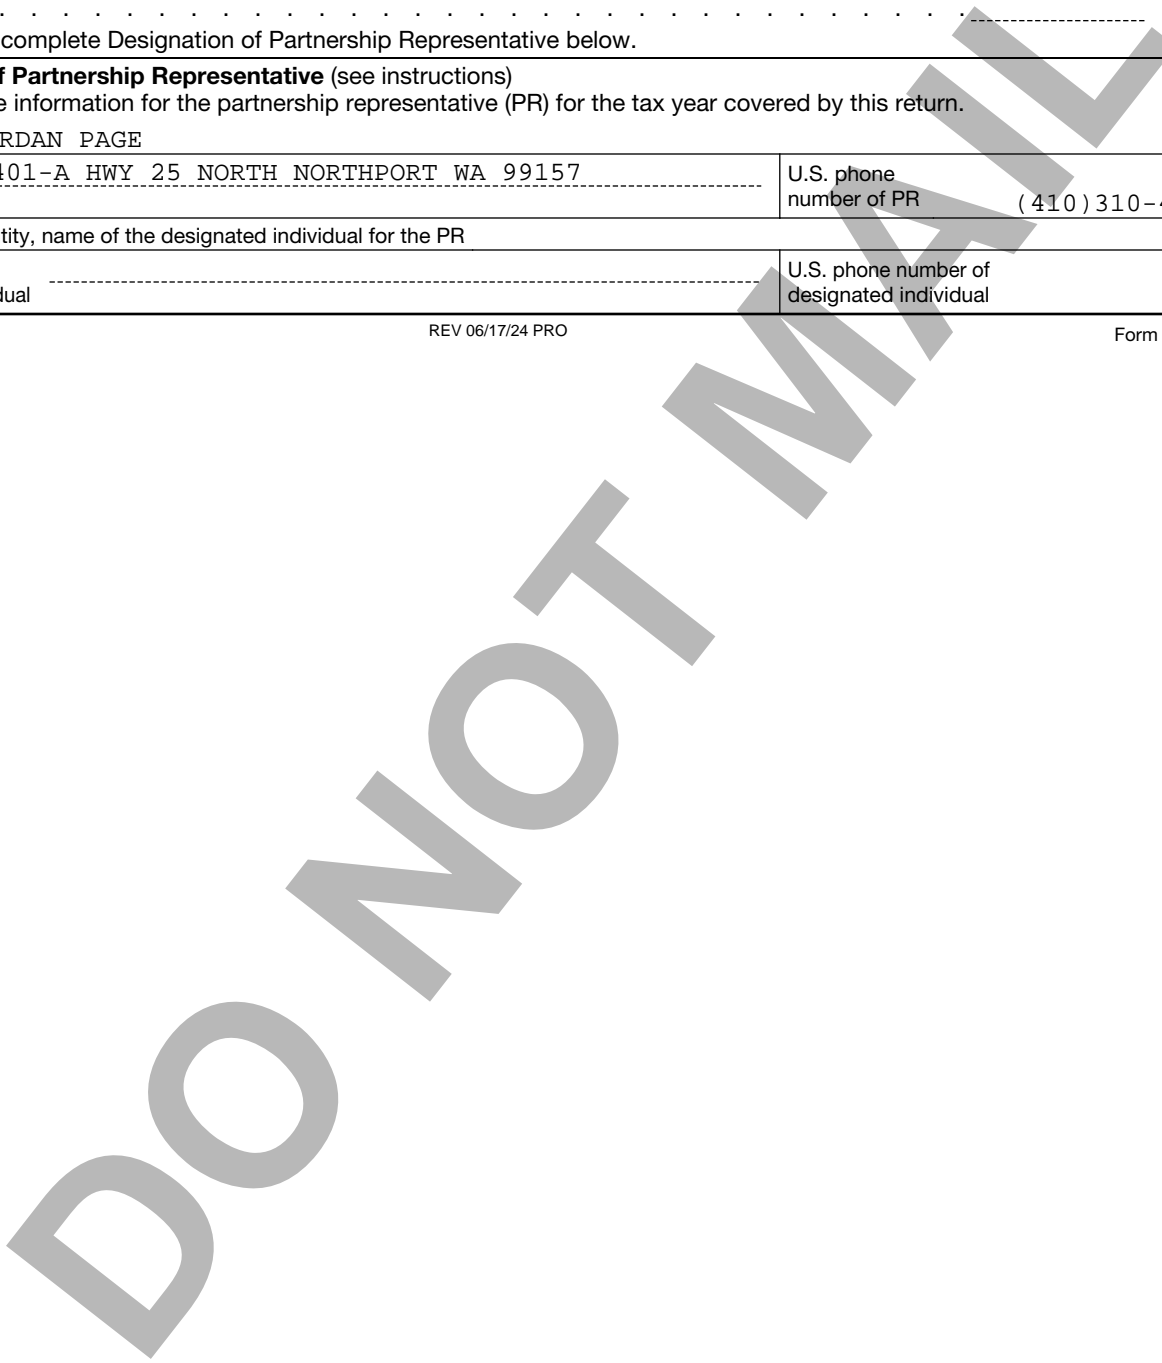 . . . . . . . . . . . . . . . . . . . . . . . . . . . . . .
complete Designation of Partnership Representative below.
f Partnership Representative (see instructions)
e information for the partnership representative (PR) for the tax year covered by this return.
RDAN PAGE
401-A HWY 25 NORTH NORTHPORT WA 99157
U.S. phone
number of PR (410)310-4
tity, name of the designated individual for the PR
dual
U.S. phone number of
designated individual
REV 06/17/24 PRO
Form
DO NOT MAIL